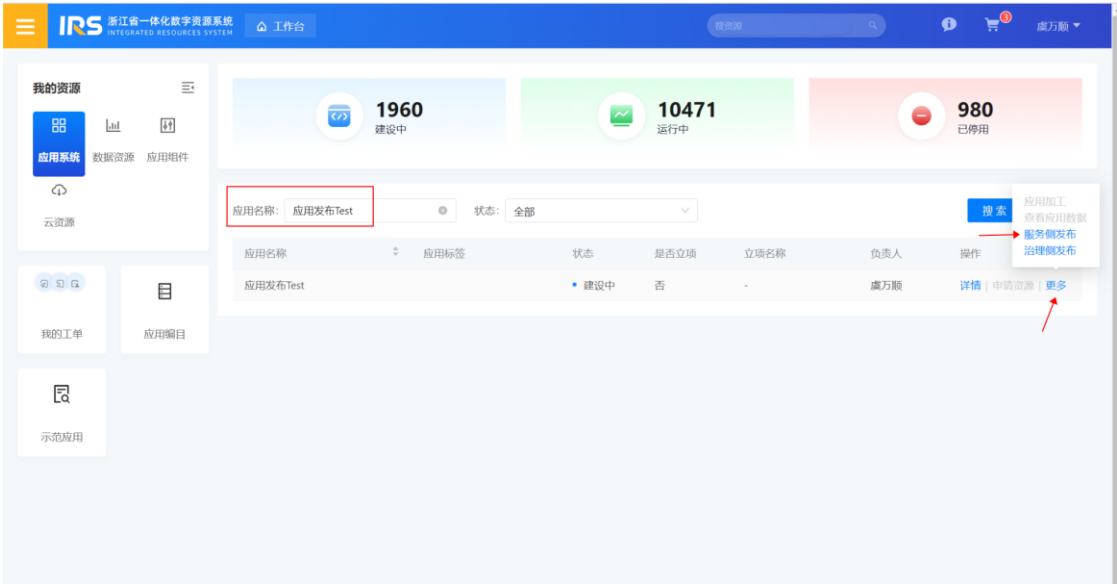 IRS 浙江省一体化数字资源系统
INTEGRATED RESOURCES SYSTEM
工作台
搜资源
3
虞万顺
我的资源
应用系统 数据资源 应用组件
云资源
我的工单 应用编目
示范应用
1960
建设中
10471
运行中
980
已停用
应用名称: 应用发布Test 状态: 全部 搜索
应用加工
查看应用数据
服务侧发布
治理侧发布
应用名称 应用标签 状态 是否立项 立项名称 负责人 操作
应用发布Test 建设中 否 - 虞万顺 详情 | 申请资源 | 更多